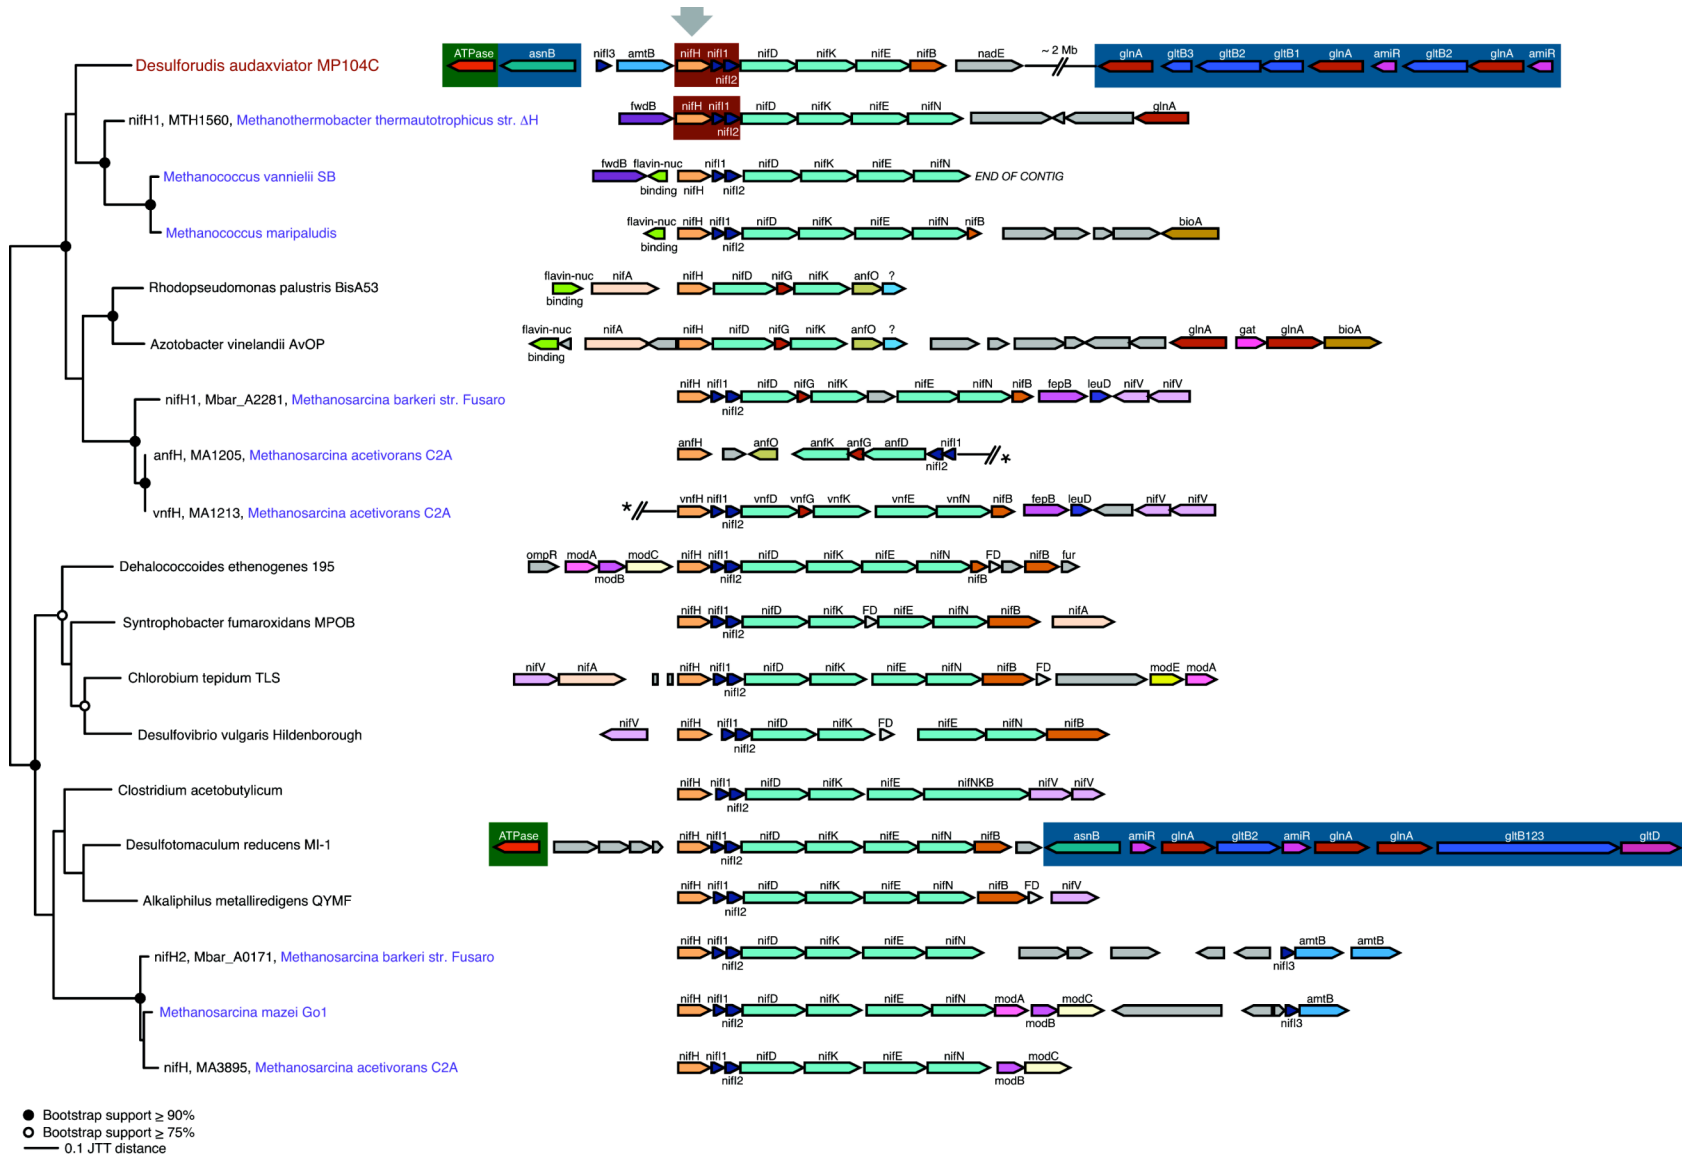 ATPase asnB nifI3 amtB nifH nifI1 nifD nifK nifE nifB nadE ~ 2 Mb glnA gltB3 gltB2 gltB1 glnA amiR gltB2 glnA amiR
Desulforudis audaxviator MP104C
nifI2
fwdB nifH nifI1 nifD nifK nifE nifN glnA
nifH1, MTH1560, Methanothermobacter thermautotrophicus str. ΔH
nifI2
fwdB flavin-nuc nifI1 nifD nifK nifE nifN
Methanococcus vannielii SB END OF CONTIG
binding nifH nifI2
flavin-nuc nifH nifI1 nifD nifK nifE nifN nifB bioA
Methanococcus maripaludis
binding nifI2
flavin-nuc nifA nifH nifD nifG nifK anfO ?
Rhodopseudomonas palustris BisA53
binding
flavin-nuc nifA nifH nifD nifG nifK anfO ? glnA gat glnA bioA
Azotobacter vinelandii AvOP
binding
nifH nifI1 nifD nifG nifK nifE nifN nifB fepB leuD nifV nifV
nifH1, Mbar_A2281, Methanosarcina barkeri str. Fusaro
nifI2
anfH anfO anfK anfG anfD nifI1
anfH, MA1205, Methanosarcina acetivorans C2A *
nifI2
vnfH nifI1 vnfD vnfG vnfK vnfE vnfN nifB fepB leuD nifV nifV
vnfH, MA1213, Methanosarcina acetivorans C2A *
nifI2
ompR modA modC nifH nifI1 nifD nifK nifE nifN FD nifB fur
Dehalococcoides ethenogenes 195
modB nifI2 nifB
nifH nifI1 nifD nifK FD nifE nifN nifB nifA
Syntrophobacter fumaroxidans MPOB
nifI2
nifV nifA nifH nifI1 nifD nifK nifE nifN nifB FD modE modA
Chlorobium tepidum TLS
nifI2
nifV nifH nifI1 nifD nifK FD nifE nifN nifB
Desulfovibrio vulgaris Hildenborough
nifI2
nifH nifI1 nifD nifK nifE nifNKB nifV nifV
Clostridium acetobutylicum
nifI2
ATPase nifH nifI1 nifD nifK nifE nifN nifB asnB amiR glnA gltB2 amiR glnA glnA gltB123 gltD
Desulfotomaculum reducens MI-1
nifI2
nifH nifI1 nifD nifK nifE nifN nifB FD nifV
Alkaliphilus metalliredigens QYMF
nifI2
nifH nifI1 nifD nifK nifE nifN amtB amtB
nifH2, Mbar_A0171, Methanosarcina barkeri str. Fusaro
nifI2 nifI3
nifH nifI1 nifD nifK nifE nifN modA modC amtB
Methanosarcina mazei Go1
nifI2 modB nifI3
nifH nifI1 nifD nifK nifE nifN modC
nifH, MA3895, Methanosarcina acetivorans C2A
nifI2 modB
Bootstrap support ≥ 90%
Bootstrap support ≥ 75%
0.1 JTT distance